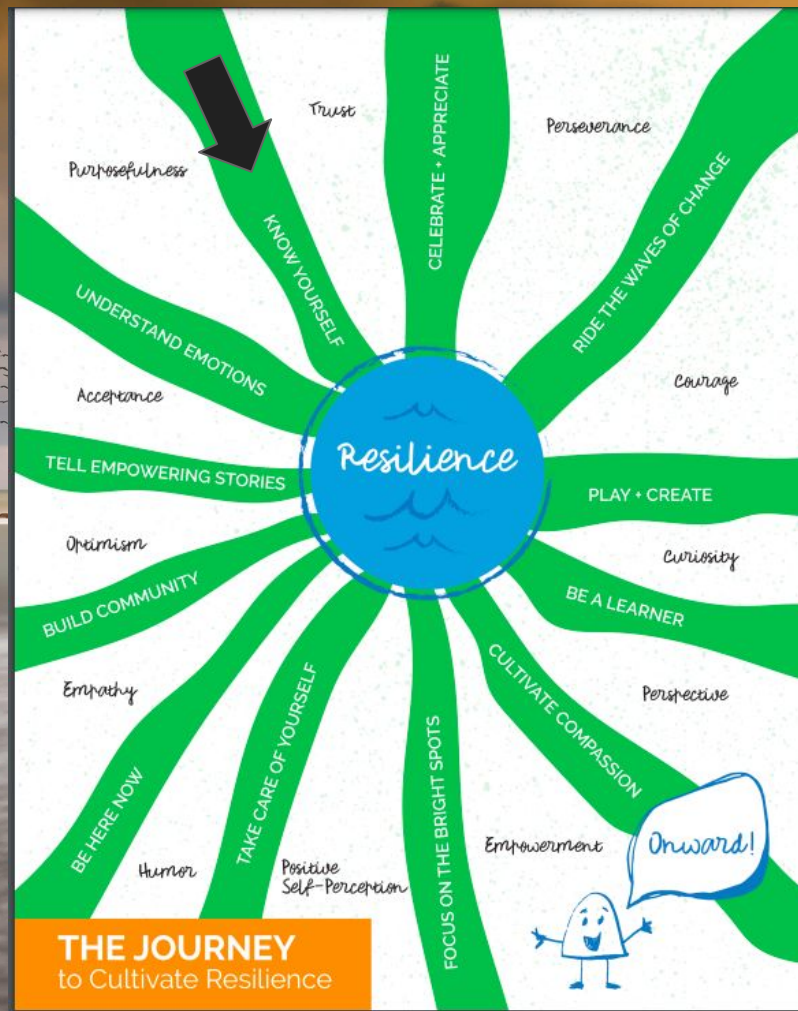 Trust
CELEBRATE + APPRECIATE
Perseverance
Purposefulness
KNOW YOURSELF
RIDE THE WAVES OF CHANGE
UNDERSTAND EMOTIONS
Acceptance
Courage
Resilience
TELL EMPOWERING STORIES
PLAY + CREATE
Optimism
Curiosity
BUILD COMMUNITY
BE A LEARNER
Empathy
CULTIVATE COMPASSION
Perspective
BE HERE NOW
TAKE CARE OF YOURSELF
FOCUS ON THE BRIGHT SPOTS
Humor
Positive
Self-Perception
Empowerment
Onward!
THE JOURNEY
to Cultivate Resilience